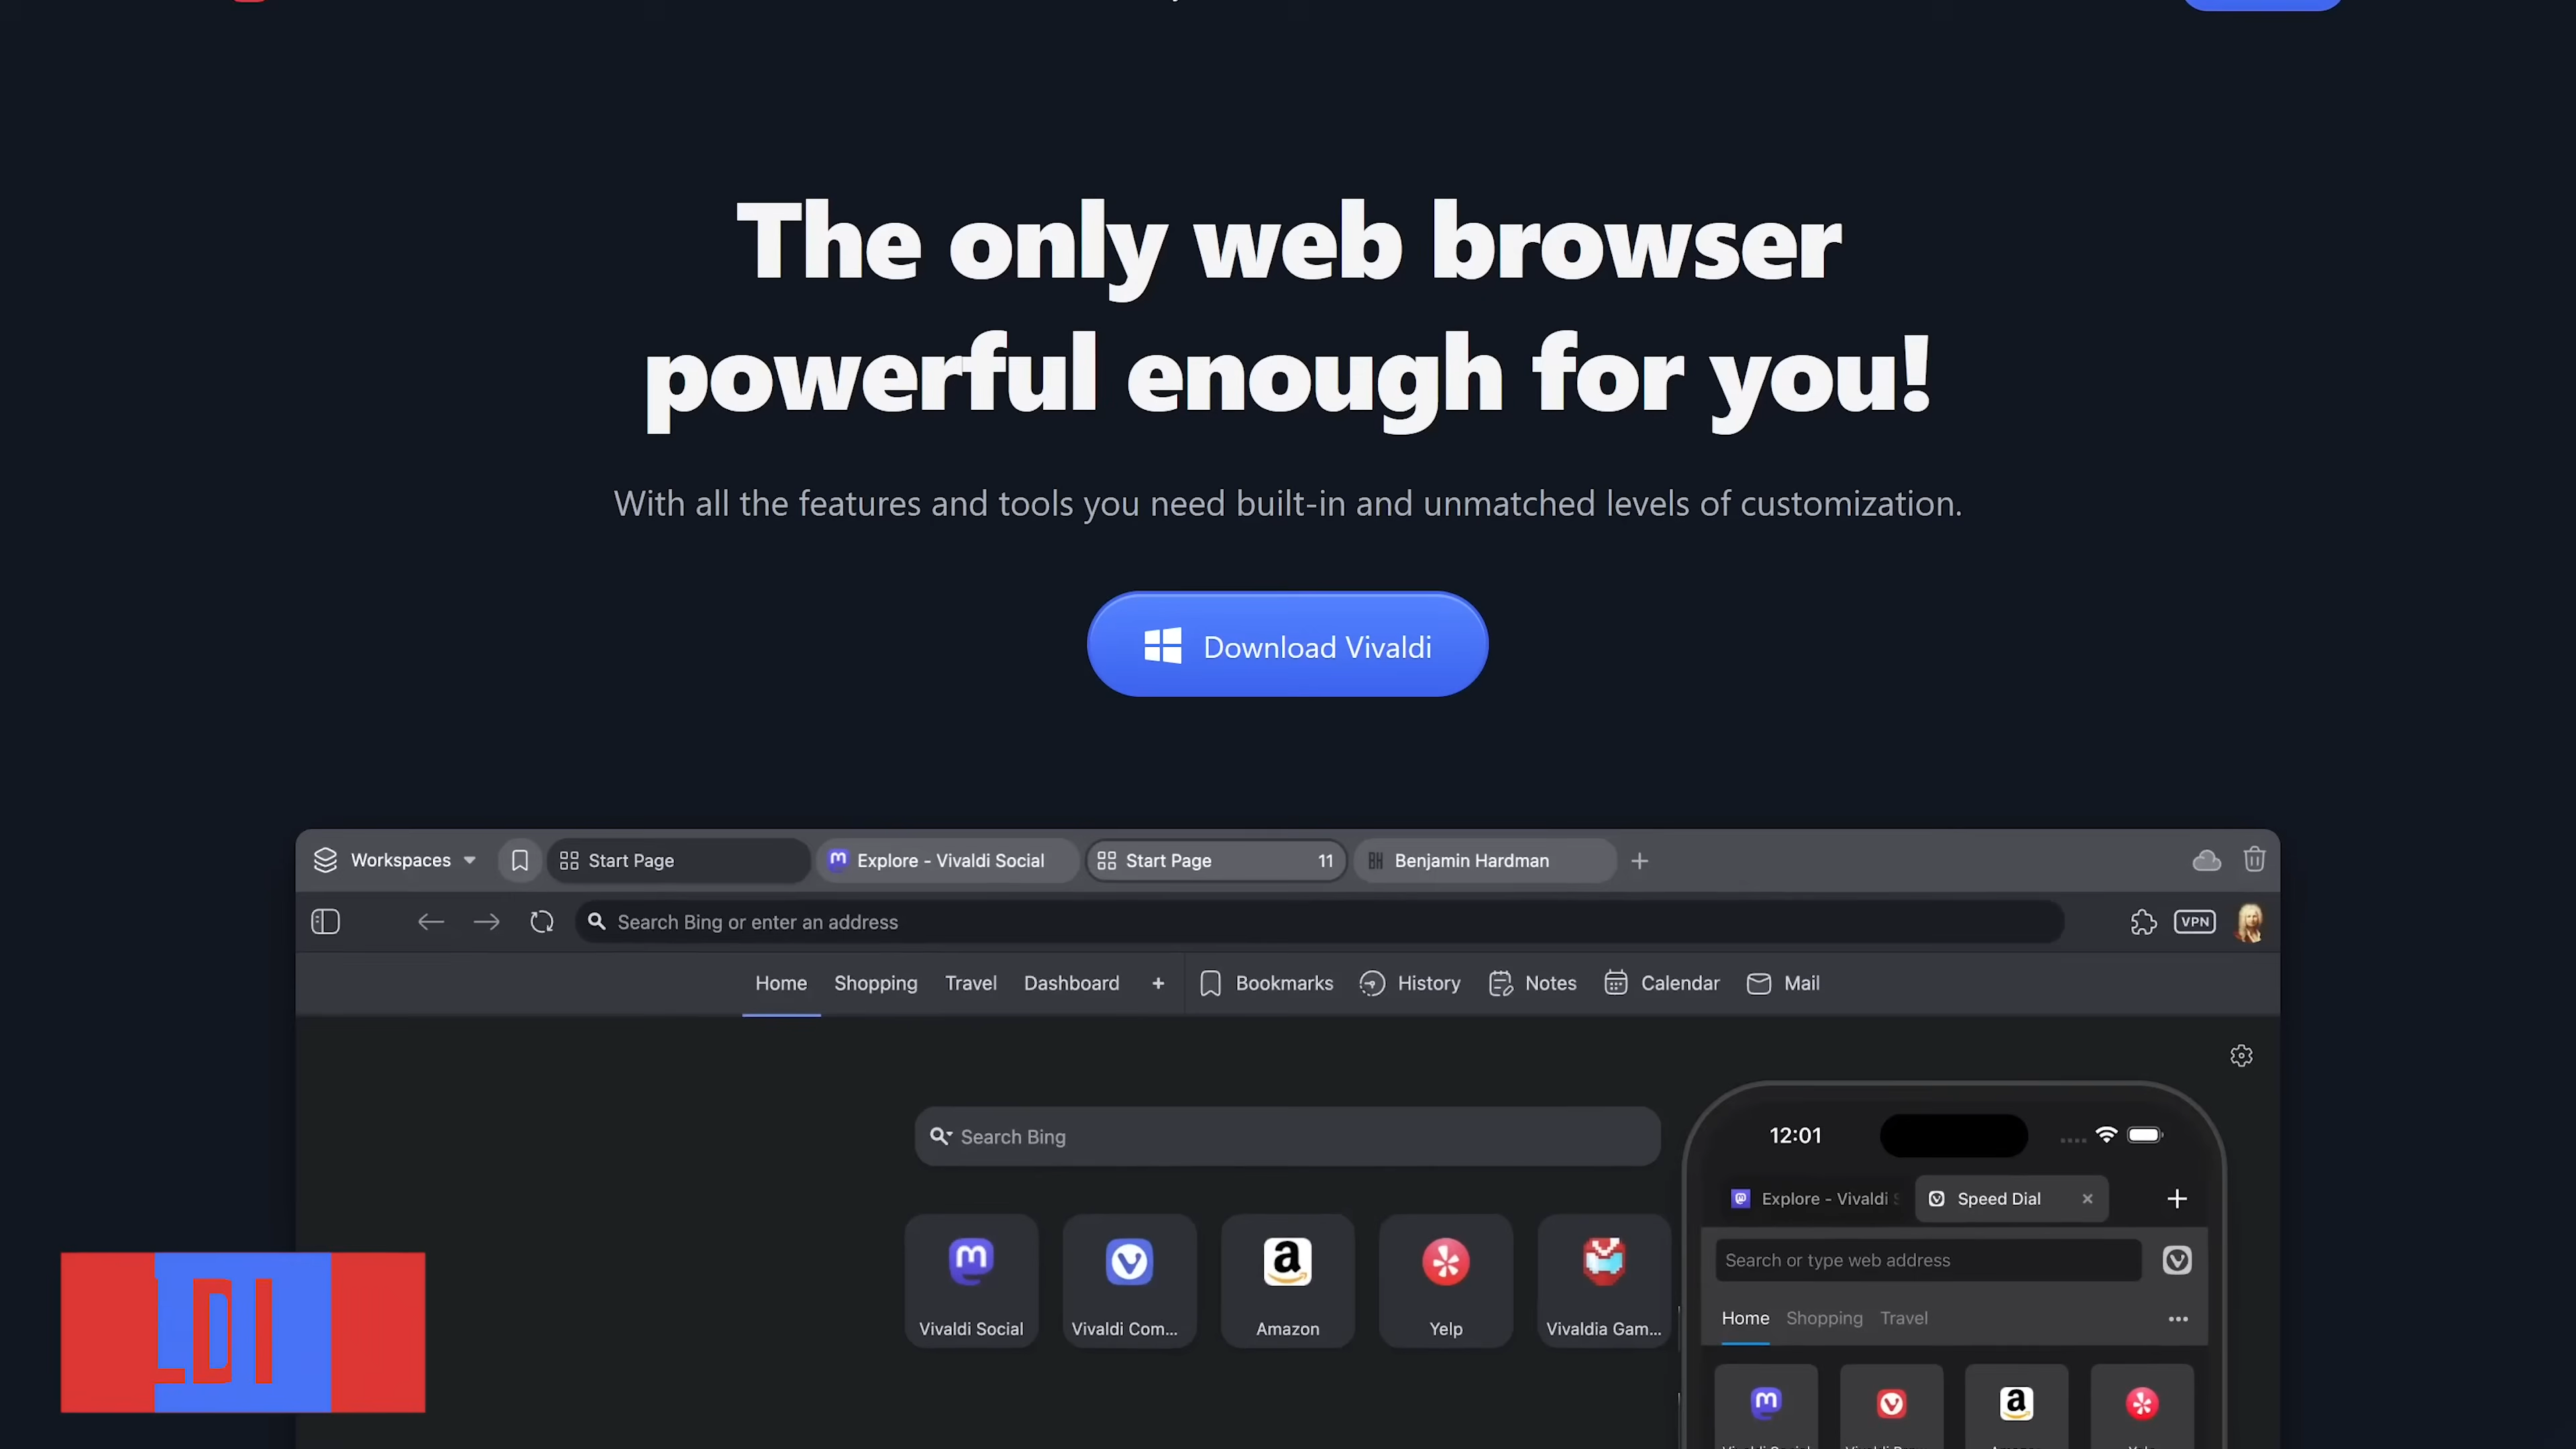 The only web browser
powerful enough for you!
With all the features and tools you need built-in and unmatched levels of customization.
Download Vivaldi
Workspaces
Start Page
Explore - Vivaldi Social
Start Page
11
Benjamin Hardman
Search Bing or enter an address
VPN
Home
Shopping
Travel
Dashboard
Bookmarks
History
Notes
Calendar
Mail
Search Bing
12:01
Explore - Vivaldi
Speed Dial
Search or type web address
Home
Shopping
Travel
Vivaldi Social
Vivaldi Com...
Amazon
Yelp
Vivaldia Gam...
LDI